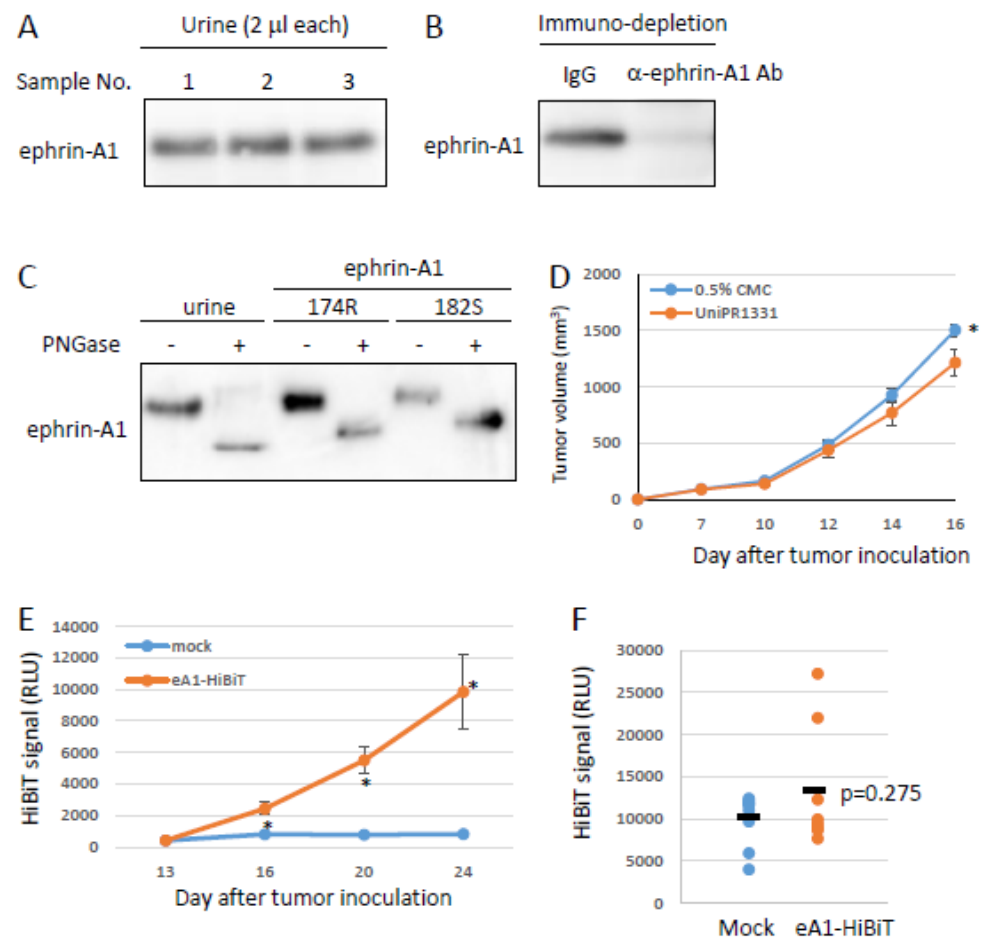 A
Urine (2 µl each)
Sample No. 1 2 3
ephrin-A1
B
Immuno-depletion
IgG α-ephrin-A1 Ab
ephrin-A1
C
ephrin-A1
urine 174R 182S
PNGase - + - + - +
ephrin-A1
D
Tumor volume (mm³)
2000
1500
1000
500
0
0.5% CMC
UniPR1331
*
0 7 10 12 14 16
Day after tumor inoculation
E
HiBiT signal (RLU)
14000
12000
10000
8000
6000
4000
2000
0
mock
eA1-HiBiT
*
*
*
13 16 20 24
Day after tumor inoculation
F
HiBiT signal (RLU)
30000
25000
20000
15000
10000
5000
0
p=0.275
Mock eA1-HiBiT